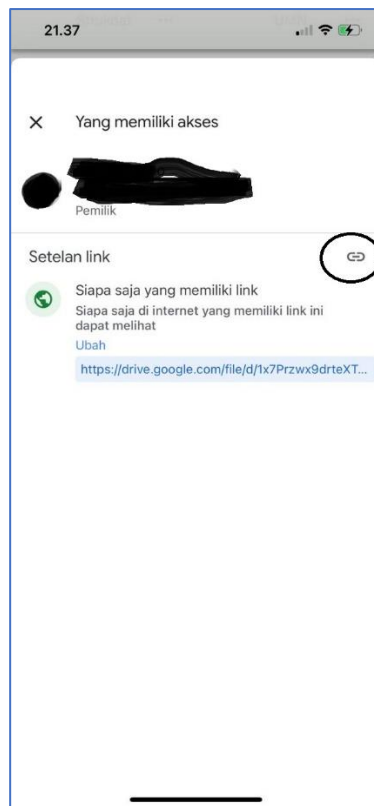 21.37
Yang memiliki akses
Pemilik
Setelan link
Siapa saja yang memiliki link
Siapa saja di internet yang memiliki link ini
dapat melihat
Ubah
https://drive.google.com/file/d/1x7Przwx9drteXT...